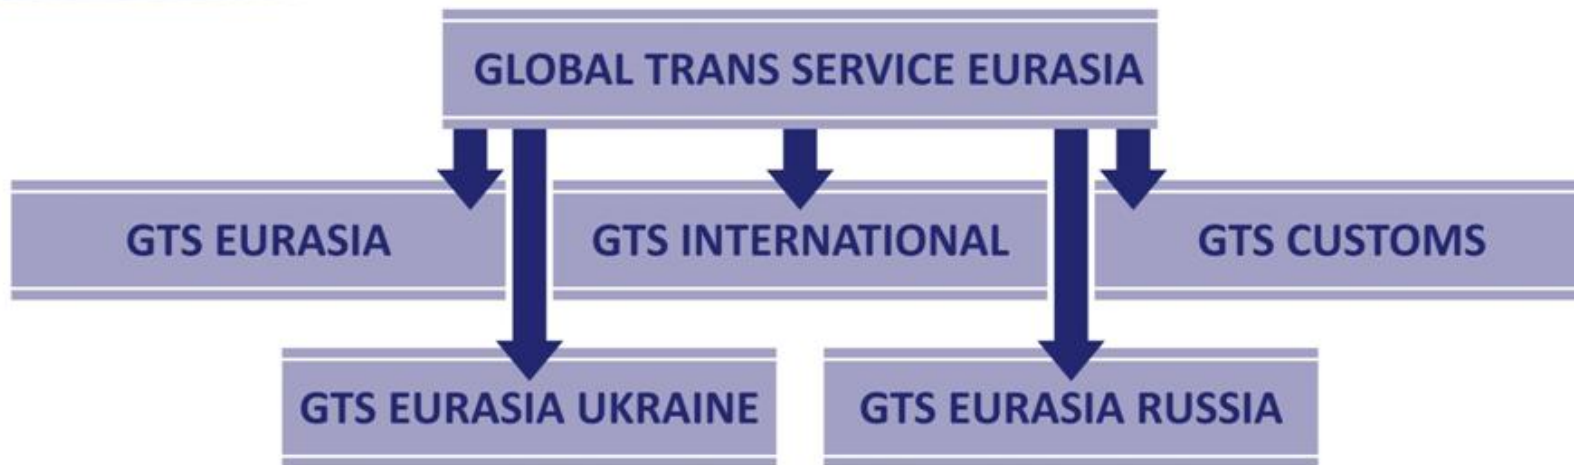 GLOBAL TRANS SERVICE EURASIA
GTS EURASIA
GTS INTERNATIONAL
GTS CUSTOMS
GTS EURASIA UKRAINE
GTS EURASIA RUSSIA